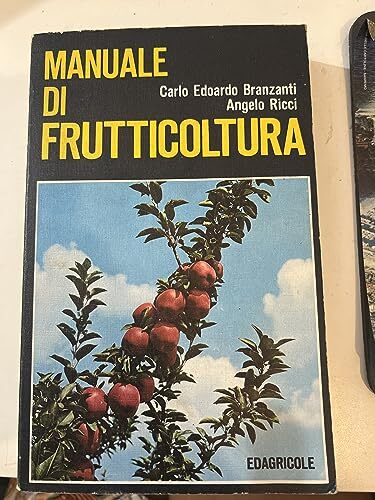 MANUALE
DI
FRUTTICOLTURA
Carlo Edoardo Branzanti
Angelo Ricci
EDAGRICOLE